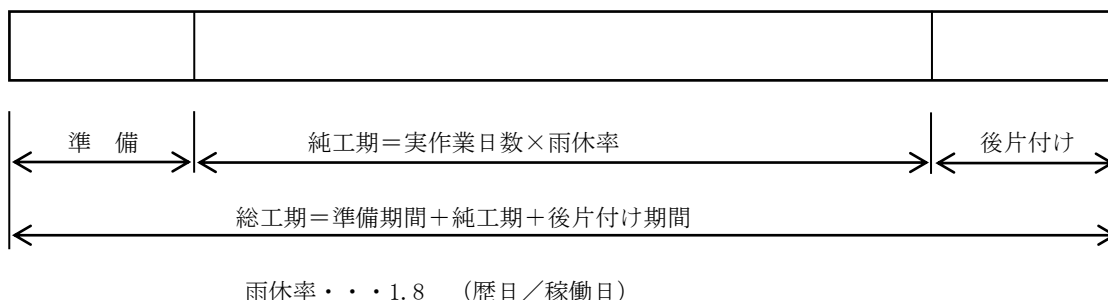 準　備
純工期＝実作業日数×雨休率
後片付け
総工期＝準備期間＋純工期＋後片付け期間
雨休率・・・1.8　（歴日／稼働日）